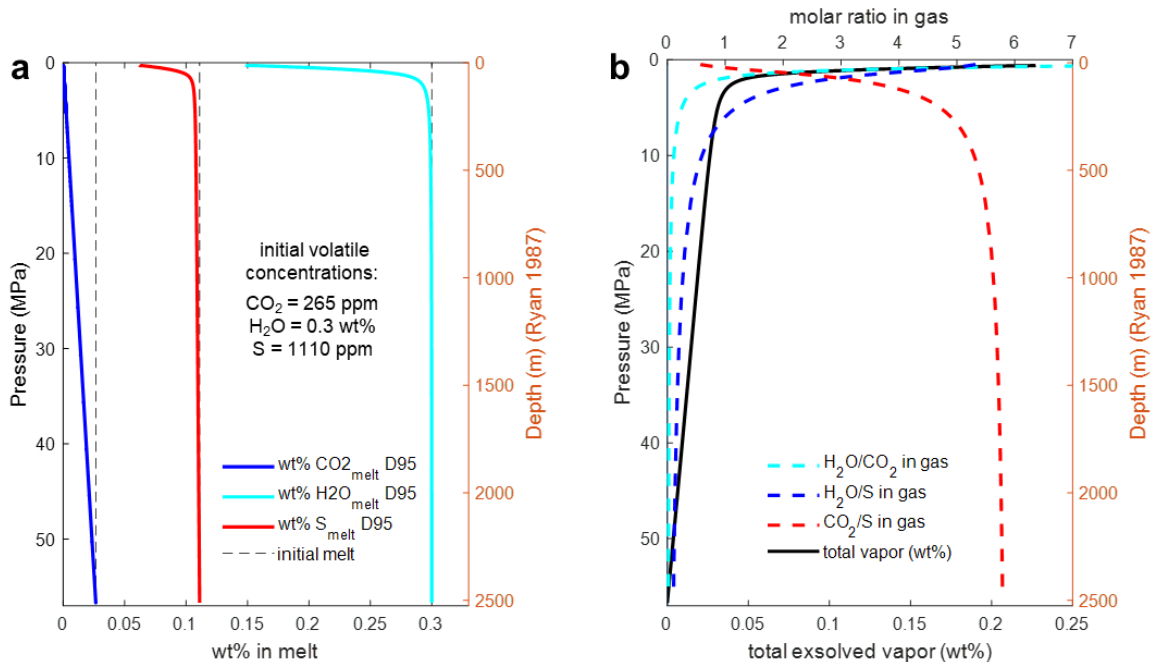 a
0
10
20
30
40
50
Pressure (MPa)
0
0.05
0.1
0.15
0.2
0.25
0.3
wt% in melt
0
500
1000
1500
2000
2500
Depth (m) (Ryan 1987)
initial volatile
concentrations:
CO₂ = 265 ppm
H₂O = 0.3 wt%
S = 1110 ppm
wt% CO2melt D95
wt% H2Omelt D95
wt% Smelt D95
initial melt
b
molar ratio in gas
0 1 2 3 4 5 6 7
0
10
20
30
40
50
Pressure (MPa)
0 0.05 0.1 0.15 0.2 0.25
total exsolved vapor (wt%)
0
500
1000
1500
2000
2500
Depth (m) (Ryan 1987)
H₂O/CO₂ in gas
H₂O/S in gas
CO₂/S in gas
total vapor (wt%)